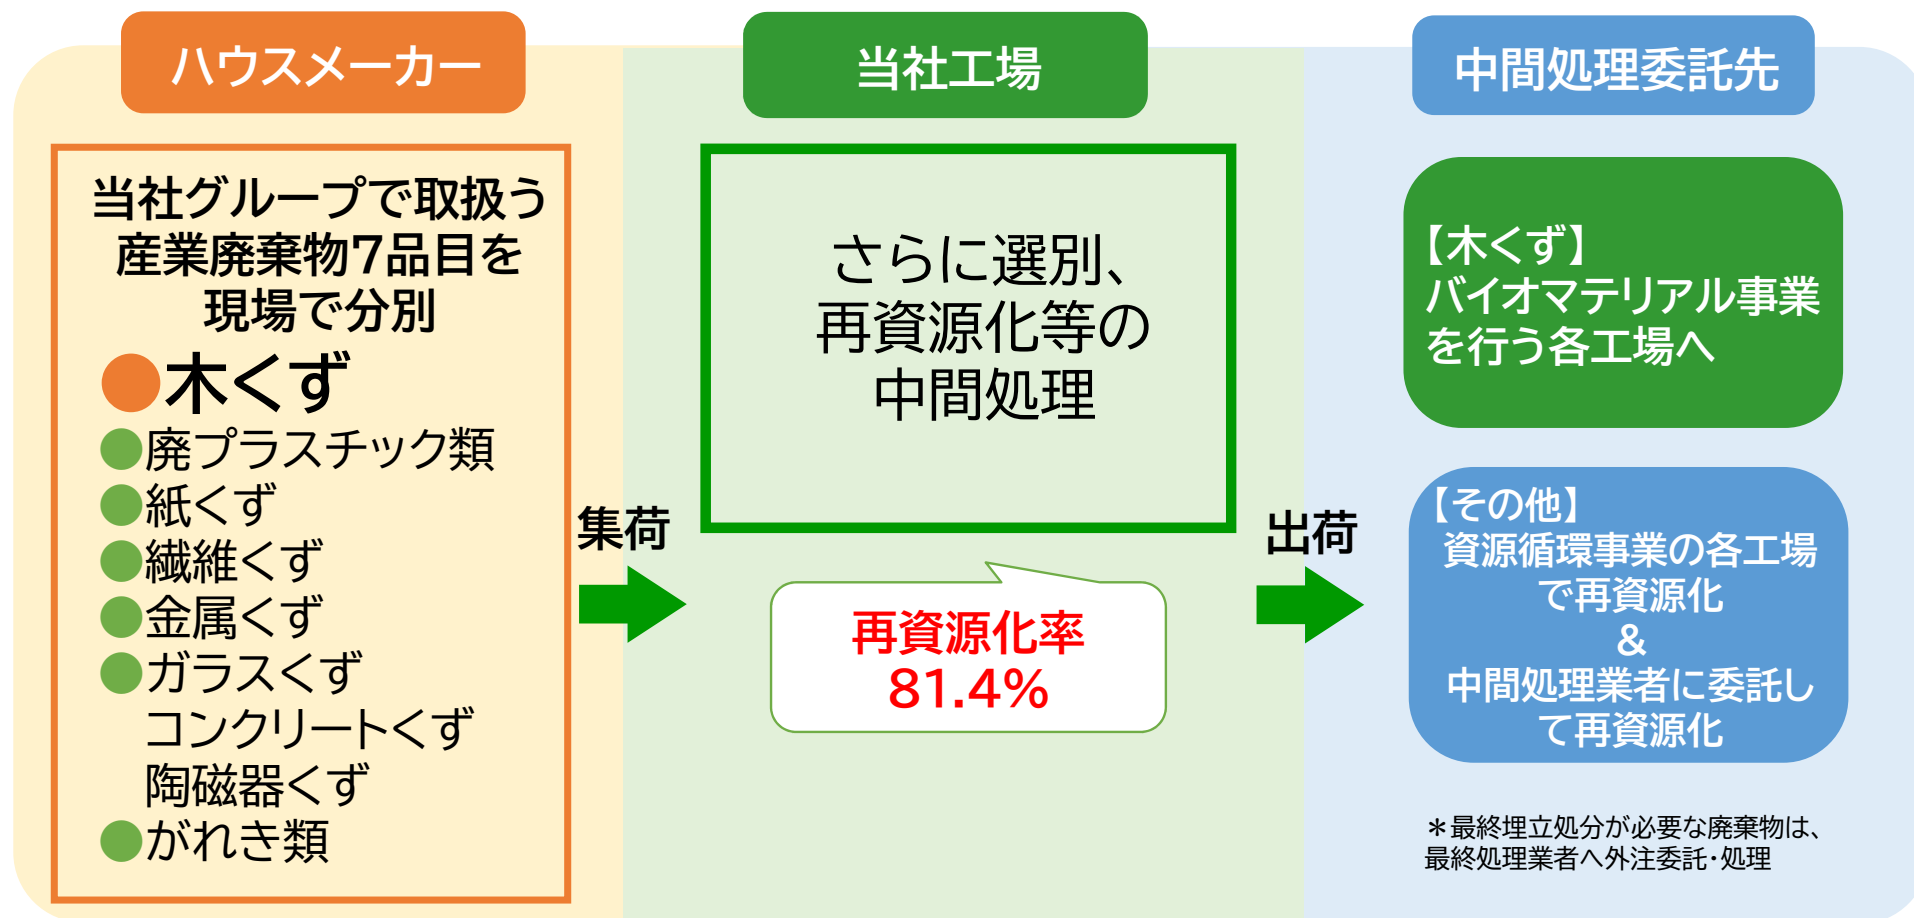 ハウスメーカー
当社グループで取扱う
産業廃棄物7品目を
現場で分別
●木くず
●廃プラスチック類
●紙くず
●繊維くず
●金属くず
●ガラスくず
コンクリートくず
陶磁器くず
●がれき類
集荷
当社工場
さらに選別、
再資源化等の
中間処理
再資源化率
81.4%
出荷
中間処理委託先
【木くず】
バイオマテリアル事業
を行う各工場へ
【その他】
資源循環事業の各工場
で再資源化
&
中間処理業者に委託し
て再資源化
＊最終埋立処分が必要な廃棄物は、
最終処理業者へ外注委託・処理